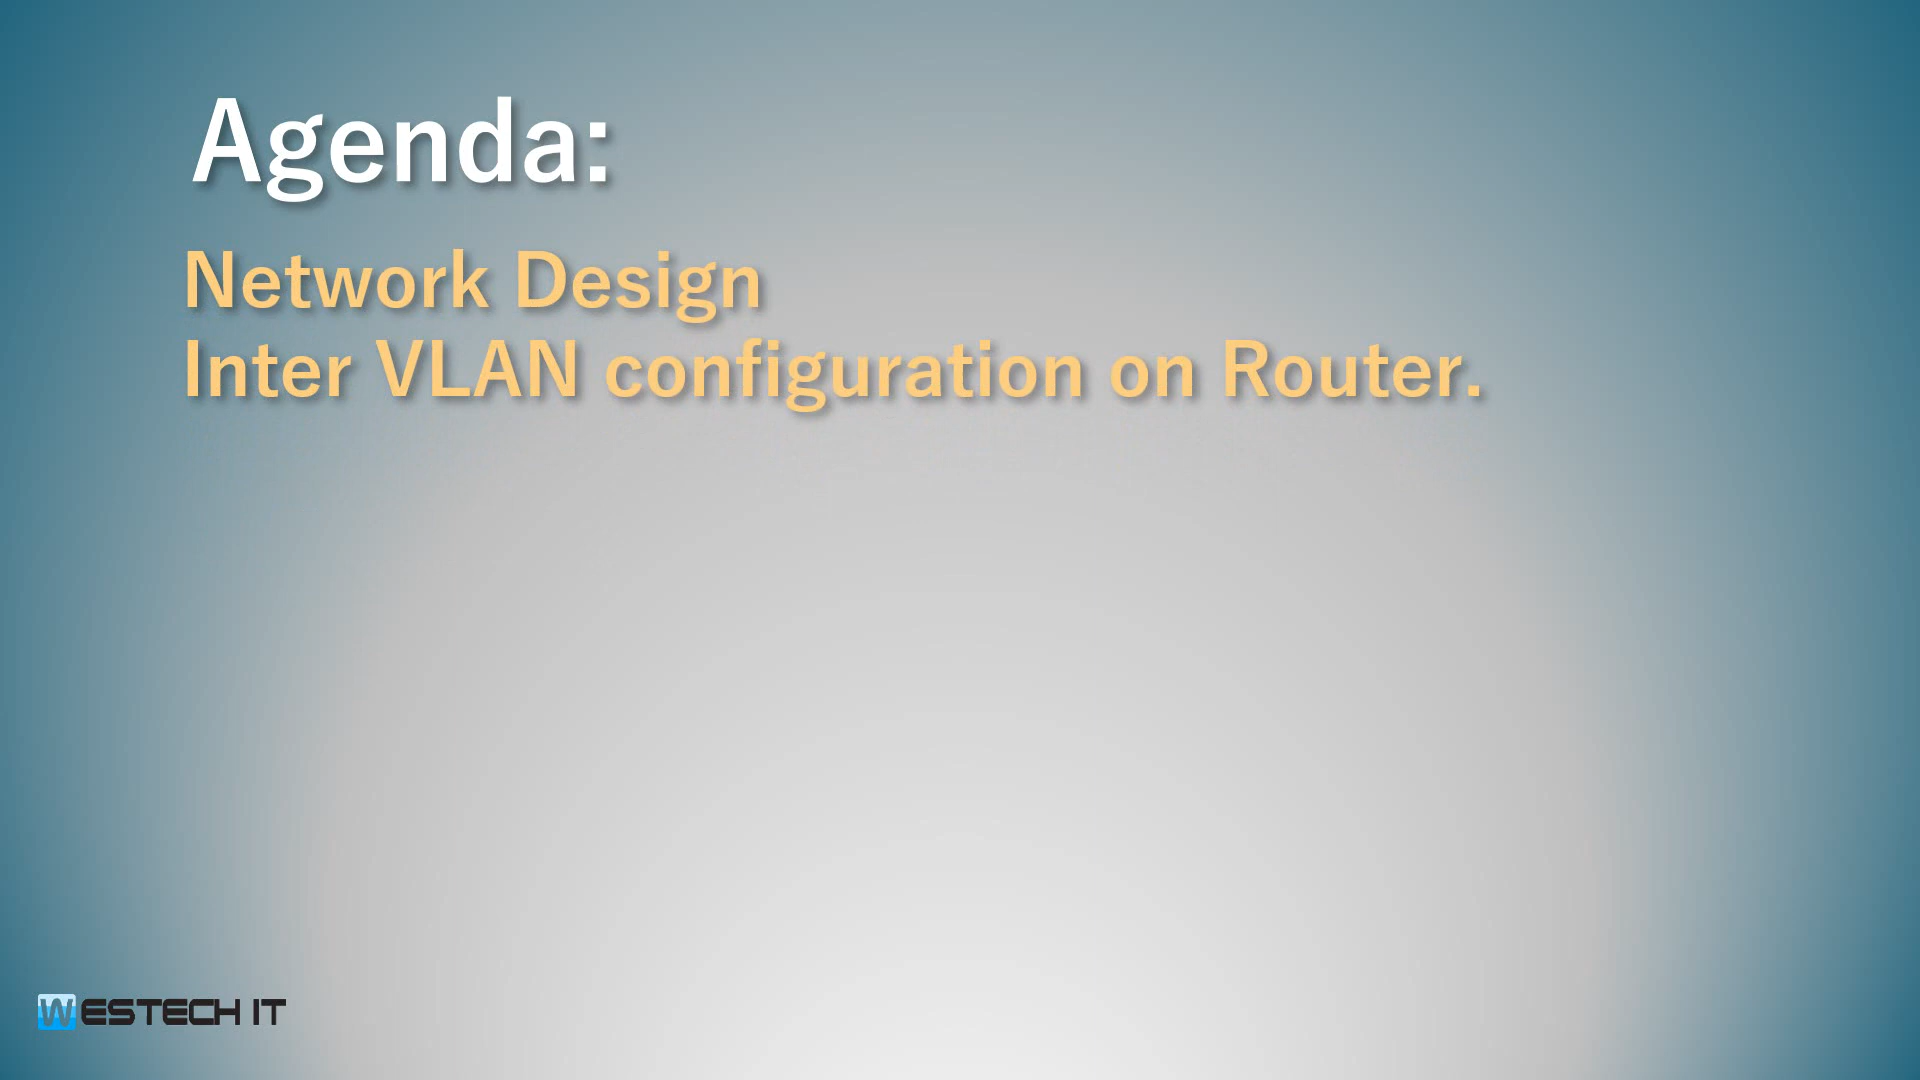 Agenda:
Network Design
Inter VLAN configuration on Router.
WESTECH IT